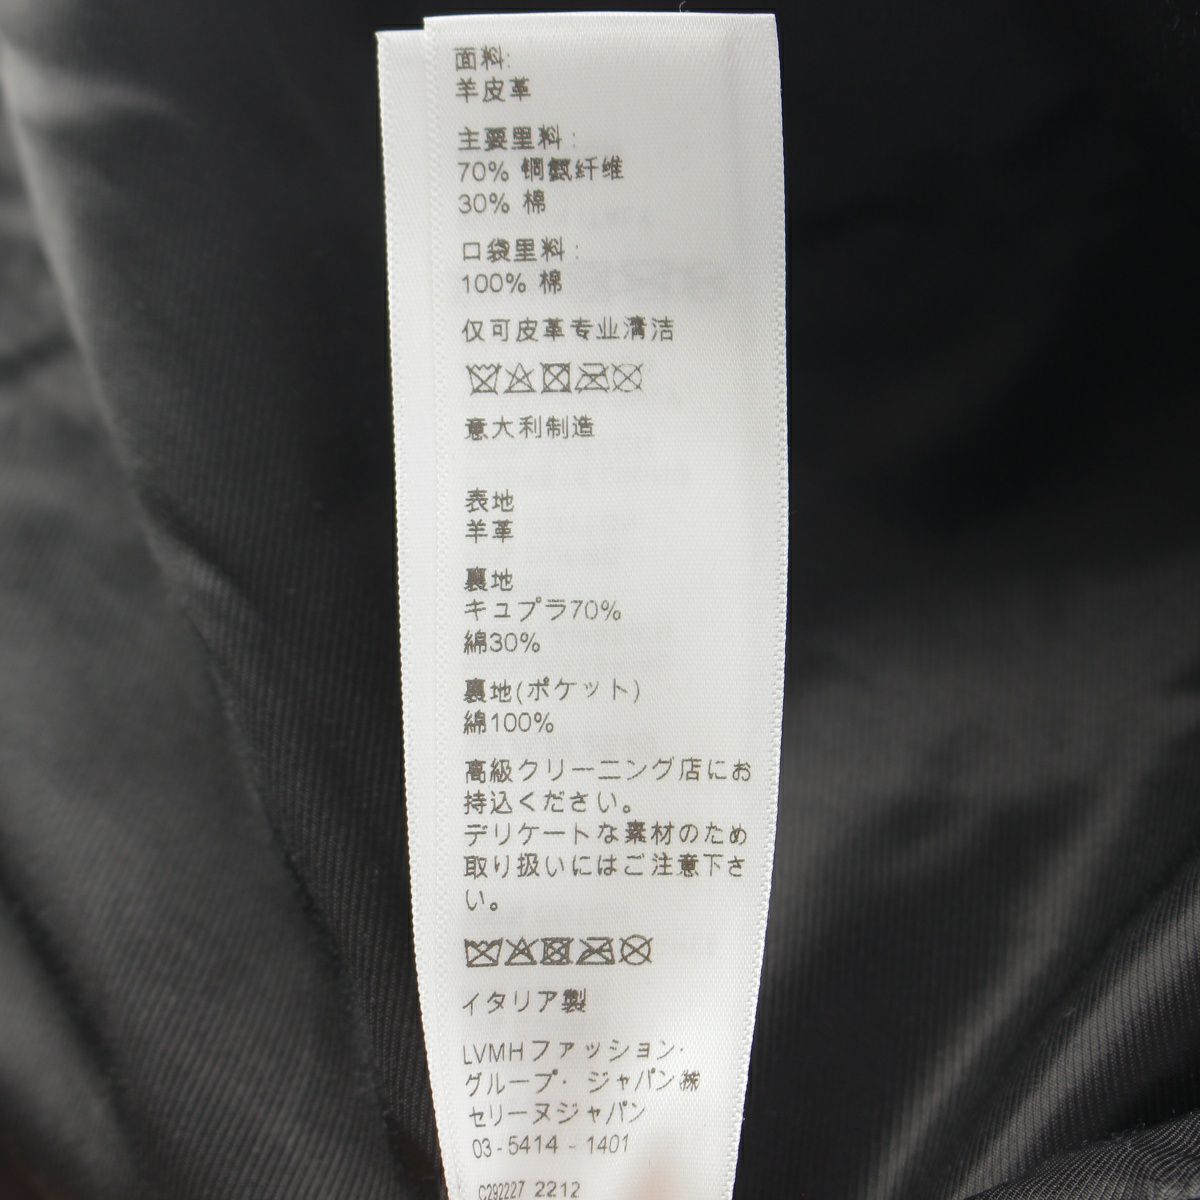 面料:
羊皮革
主要里料:
70% 铜氨纤维
30% 棉
口袋里料:
100% 棉
仅可皮革专业清洁
意大利制造
表地
羊革
裏地
キュプラ70%
綿30%
裏地(ポケット)
綿100%
高級クリーニング店にお
持込ください。
デリケートな素材のため
取り扱いにはご注意下さ
い。
イタリア製
LVMHファッション・
グループ・ジャパン㈱
セリーヌジャパン
03-5414-1401
C292227 2212